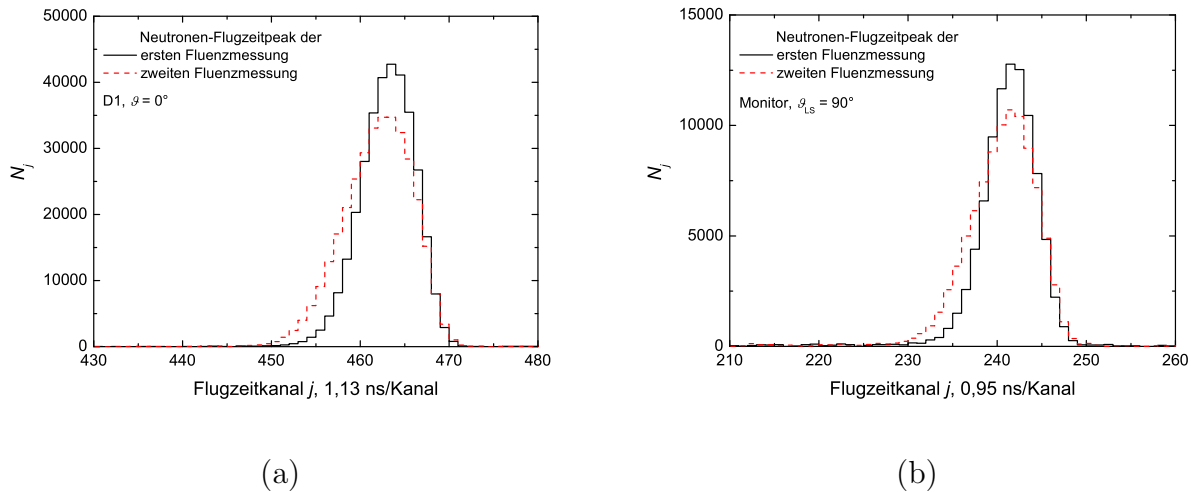 Neutronen-Flugzeitpeak der
ersten Fluenzmessung
zweiten Fluenzmessung
D1, ϑ = 0°
50000
40000
30000
20000
10000
0
N_j
430 440 450 460 470 480
Flugzeitkanal j, 1,13 ns/Kanal
(a)
Neutronen-Flugzeitpeak der
ersten Fluenzmessung
zweiten Fluenzmessung
Monitor, ϑ_LS = 90°
15000
10000
5000
0
N_j
210 220 230 240 250 260
Flugzeitkanal j, 0,95 ns/Kanal
(b)